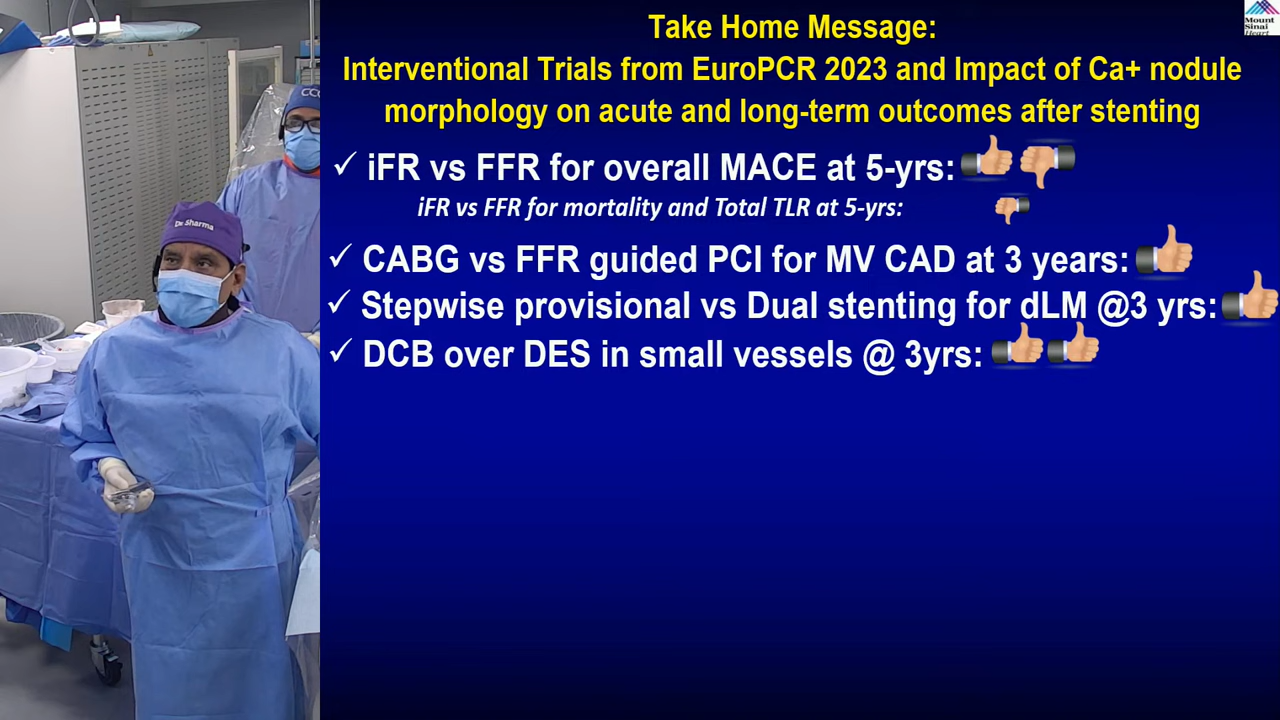 Take Home Message:
Interventional Trials from EuroPCR 2023 and Impact of Ca+ nodule
morphology on acute and long-term outcomes after stenting
✓ iFR vs FFR for overall MACE at 5-yrs:
iFR vs FFR for mortality and Total TLR at 5-yrs:
✓ CABG vs FFR guided PCI for MV CAD at 3 years:
✓ Stepwise provisional vs Dual stenting for dLM @3 yrs:
✓ DCB over DES in small vessels @ 3yrs:
Mount
Sinai
Heart
Dr. Sharma